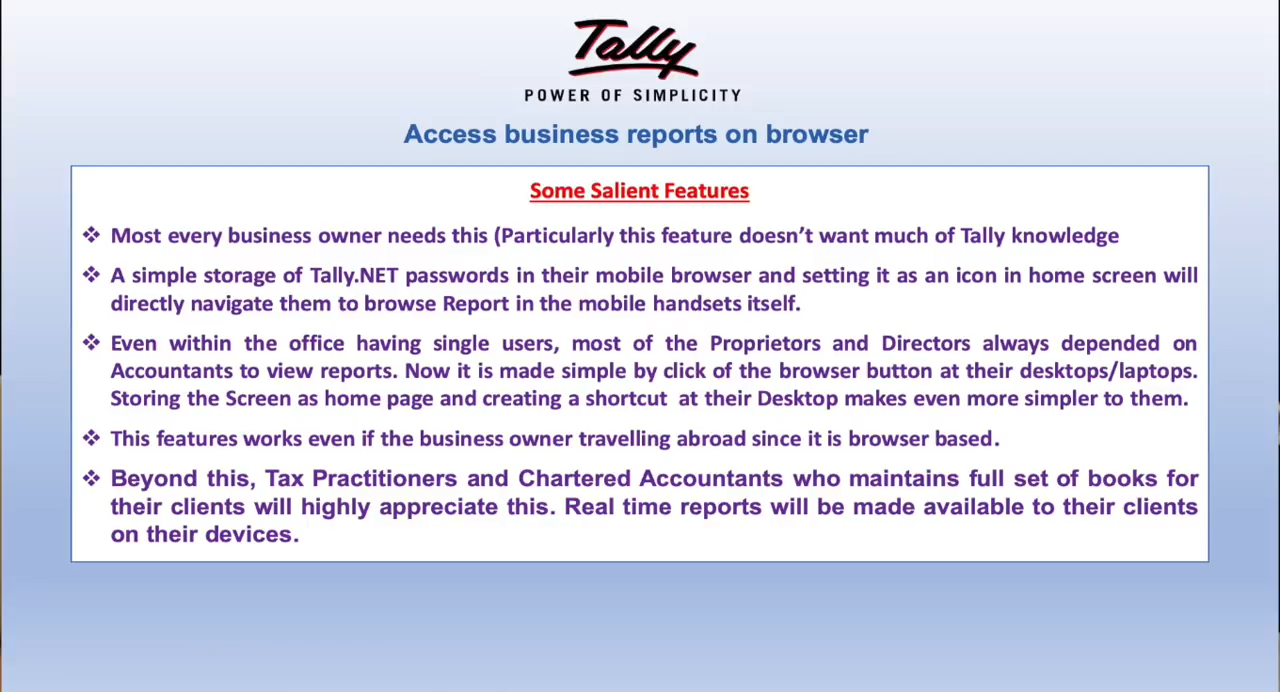 Tally
POWER OF SIMPLICITY
Access business reports on browser
Some Salient Features
❖ Most every business owner needs this (Particularly this feature doesn’t want much of Tally knowledge
❖ A simple storage of Tally.NET passwords in their mobile browser and setting it as an icon in home screen will
directly navigate them to browse Report in the mobile handsets itself.
❖ Even within the office having single users, most of the Proprietors and Directors always depended on
Accountants to view reports. Now it is made simple by click of the browser button at their desktops/laptops.
Storing the Screen as home page and creating a shortcut at their Desktop makes even more simpler to them.
❖ This features works even if the business owner travelling abroad since it is browser based.
❖ Beyond this, Tax Practitioners and Chartered Accountants who maintains full set of books for
their clients will highly appreciate this. Real time reports will be made available to their clients
on their devices.